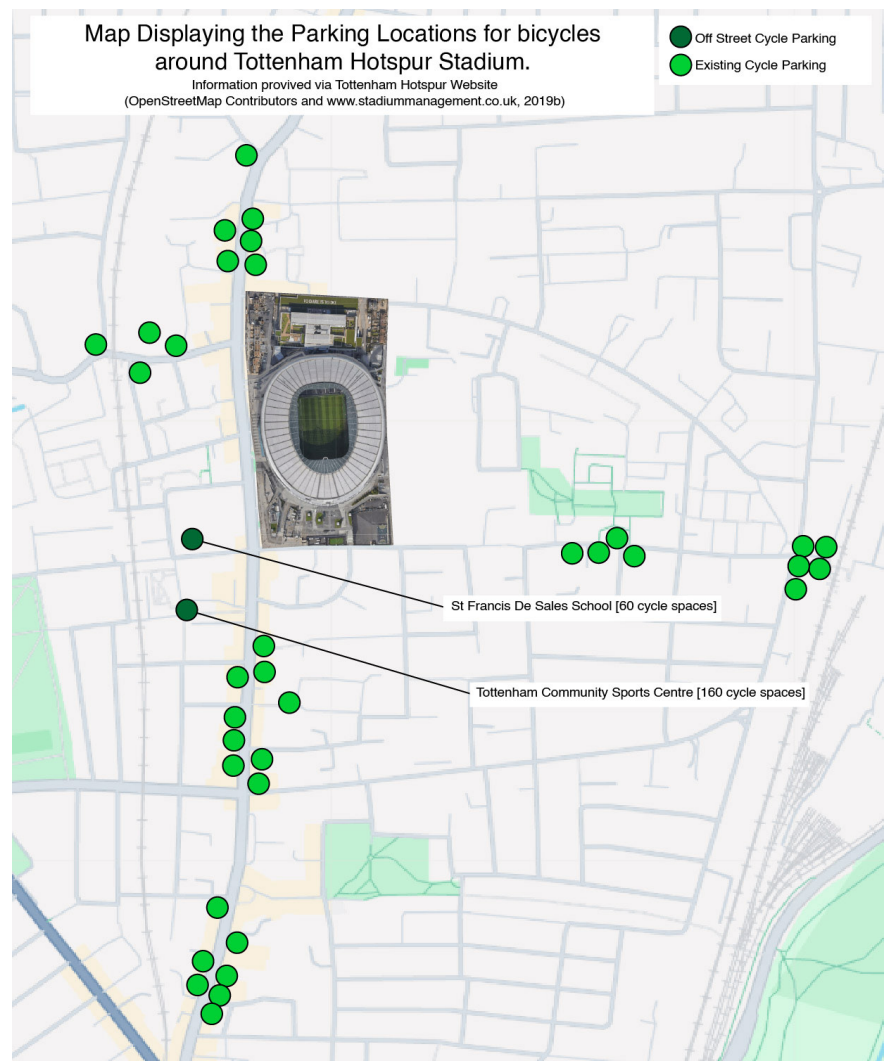 Map Displaying the Parking Locations for bicycles
around Tottenham Hotspur Stadium.
Information provived via Tottenham Hotspur Website
(OpenStreetMap Contributors and www.stadiummanagement.co.uk, 2019b)
Off Street Cycle Parking
Existing Cycle Parking
St Francis De Sales School [60 cycle spaces]
Tottenham Community Sports Centre [160 cycle spaces]